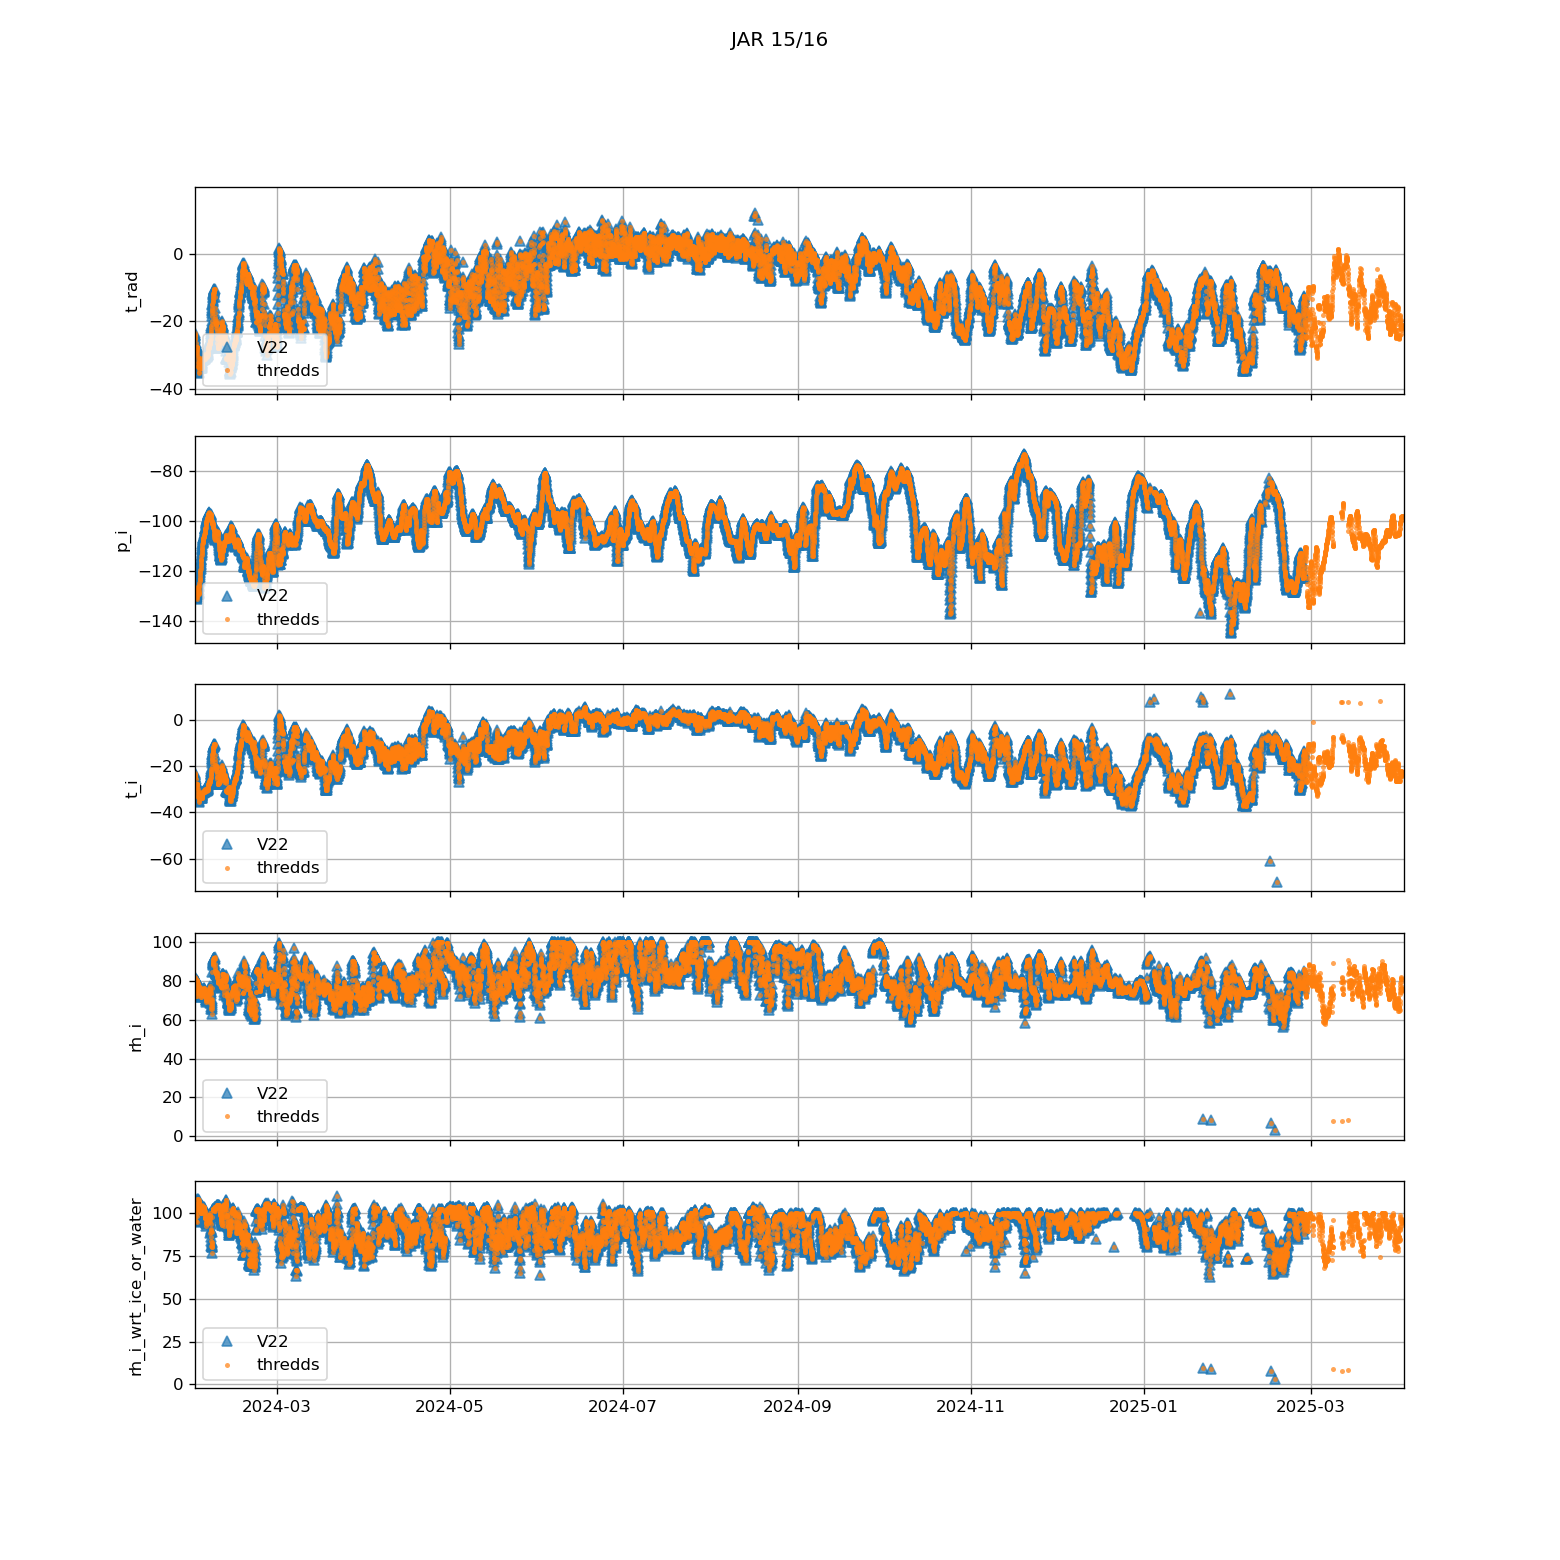 JAR 15/16
0
−20
−40
t_rad
V22
thredds
−80
−100
−120
−140
p_i
V22
thredds
0
−20
−40
−60
t_i
V22
thredds
100
80
60
40
20
0
rh_i
V22
thredds
100
75
50
25
0
rh_i_wrt_ice_or_water
V22
thredds
2024-03
2024-05
2024-07
2024-09
2024-11
2025-01
2025-03